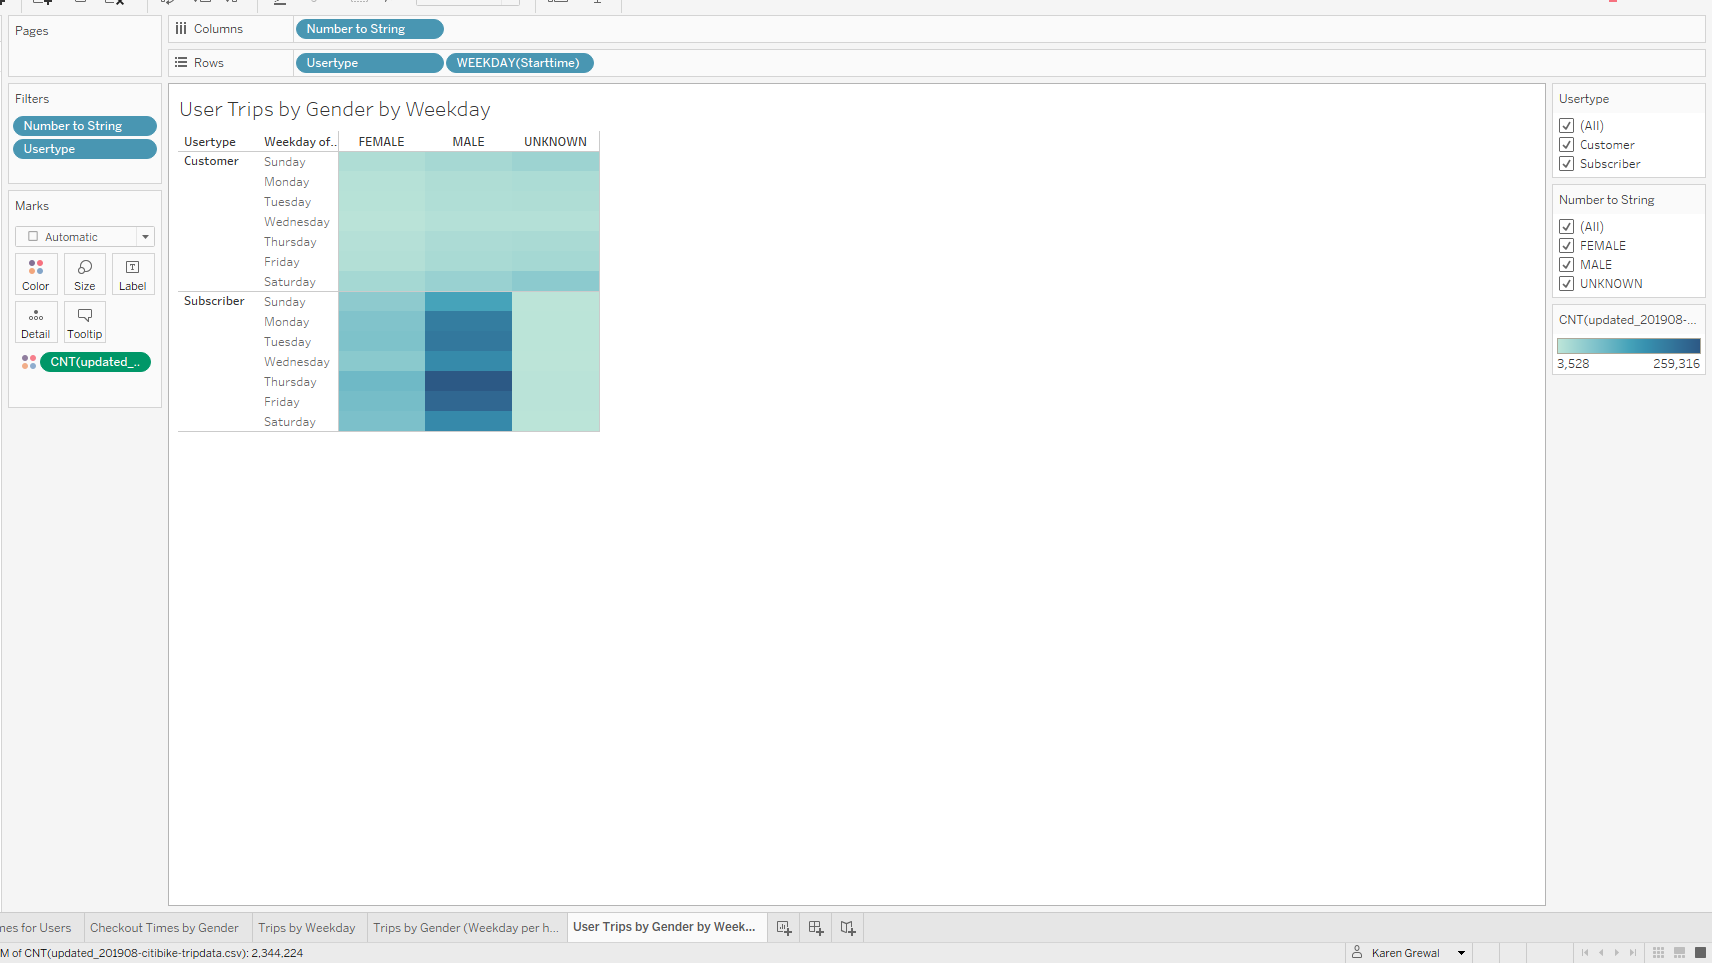 Pages
Columns
Number to String
Rows
Usertype
WEEKDAY(Starttime)
Filters
Number to String
Usertype
Marks
Automatic
Color
Size
Label
Detail
Tooltip
CNT(updated_..
User Trips by Gender by Weekday
Usertype Weekday of.. FEMALE MALE UNKNOWN
Customer Sunday
Monday
Tuesday
Wednesday
Thursday
Friday
Saturday
Subscriber Sunday
Monday
Tuesday
Wednesday
Thursday
Friday
Saturday
Usertype
(All)
Customer
Subscriber
Number to String
(All)
FEMALE
MALE
UNKNOWN
CNT(updated_201908-...
3,528 259,316
nes for Users
Checkout Times by Gender
Trips by Weekday
Trips by Gender (Weekday per h...
User Trips by Gender by Week...
M of CNT(updated_201908-citibike-tripdata.csv): 2,344,224
Karen Grewal